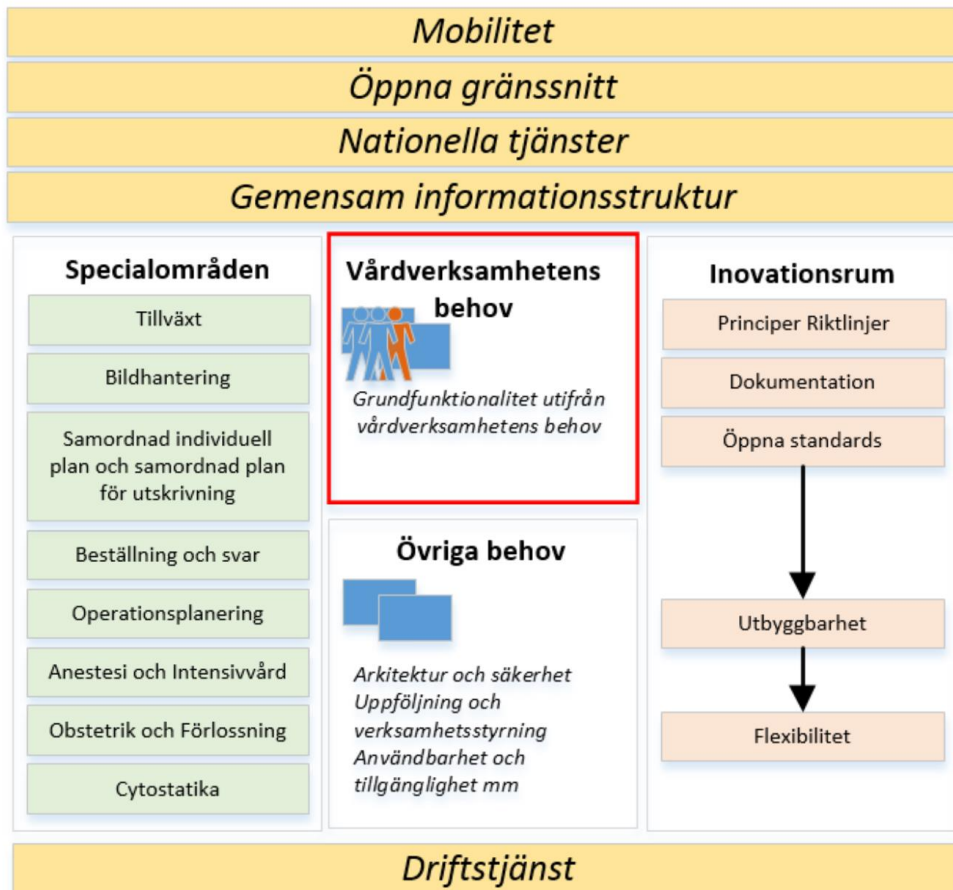 Mobilitet
Öppna gränssnitt
Nationella tjänster
Gemensam informationsstruktur
Specialområden
Tillväxt
Bildhantering
Samordnad individuell
plan och samordnad plan
för utskrivning
Beställning och svar
Operationsplanering
Anestesi och Intensivvård
Obstetrik och Förlossning
Cytostatika
Vårdverksamhetens
behov
Grundfunktionalitet utifrån
vårdverksamhetens behov
Övriga behov
Arkitektur och säkerhet
Uppföljning och
verksamhetsstyrning
Användbarhet och
tillgänglighet mm
Inovationsrum
Principer Riktlinjer
Dokumentation
Öppna standards
Utbyggbarhet
Flexibilitet
Driftstjänst